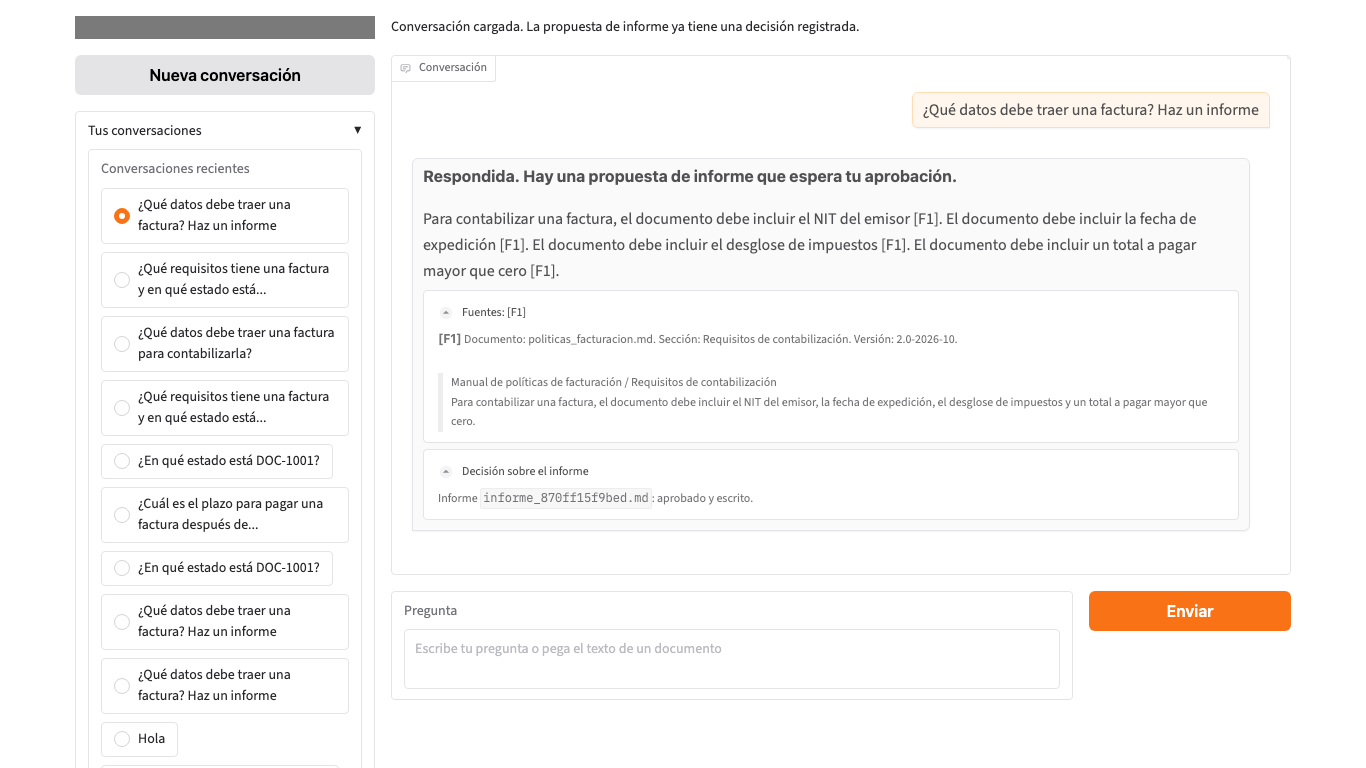 Conversación cargada. La propuesta de informe ya tiene una decisión registrada.
Nueva conversación
Tus conversaciones
Conversaciones recientes
¿Qué datos debe traer una
factura? Haz un informe
¿Qué requisitos tiene una factura
y en qué estado está...
¿Qué datos debe traer una factura
para contabilizarla?
¿Qué requisitos tiene una factura
y en qué estado está...
¿En qué estado está DOC-1001?
¿Cuál es el plazo para pagar una
factura después de...
¿En qué estado está DOC-1001?
¿Qué datos debe traer una
factura? Haz un informe
¿Qué datos debe traer una
factura? Haz un informe
Hola
Conversación
¿Qué datos debe traer una factura? Haz un informe
Respondida. Hay una propuesta de informe que espera tu aprobación.
Para contabilizar una factura, el documento debe incluir el NIT del emisor [F1]. El documento debe incluir la fecha de
expedición [F1]. El documento debe incluir el desglose de impuestos [F1]. El documento debe incluir un total a pagar
mayor que cero [F1].
Fuentes: [F1]
[F1] Documento: politicas_facturacion.md. Sección: Requisitos de contabilización. Versión: 2.0-2026-10.
Manual de políticas de facturación / Requisitos de contabilización
Para contabilizar una factura, el documento debe incluir el NIT del emisor, la fecha de expedición, el desglose de impuestos y un total a pagar mayor que
cero.
Decisión sobre el informe
Informe informe_870ff15f9bed.md: aprobado y escrito.
Pregunta
Escribe tu pregunta o pega el texto de un documento
Enviar